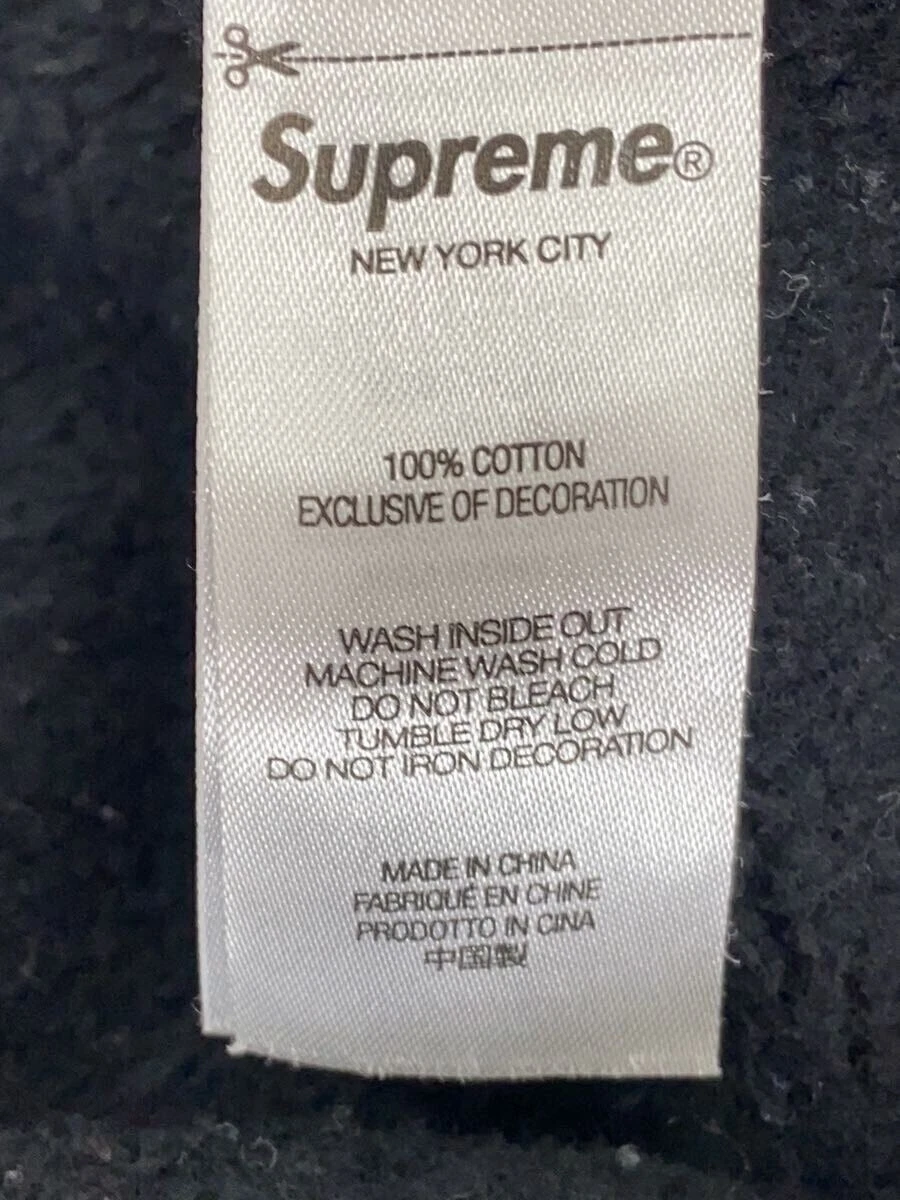 Supreme®
NEW YORK CITY
100% COTTON
EXCLUSIVE OF DECORATION
WASH INSIDE OUT
MACHINE WASH COLD
DO NOT BLEACH
TUMBLE DRY LOW
DO NOT IRON DECORATION
MADE IN CHINA
FABRIQUÉ EN CHINE
PRODOTTO IN CINA
中国製